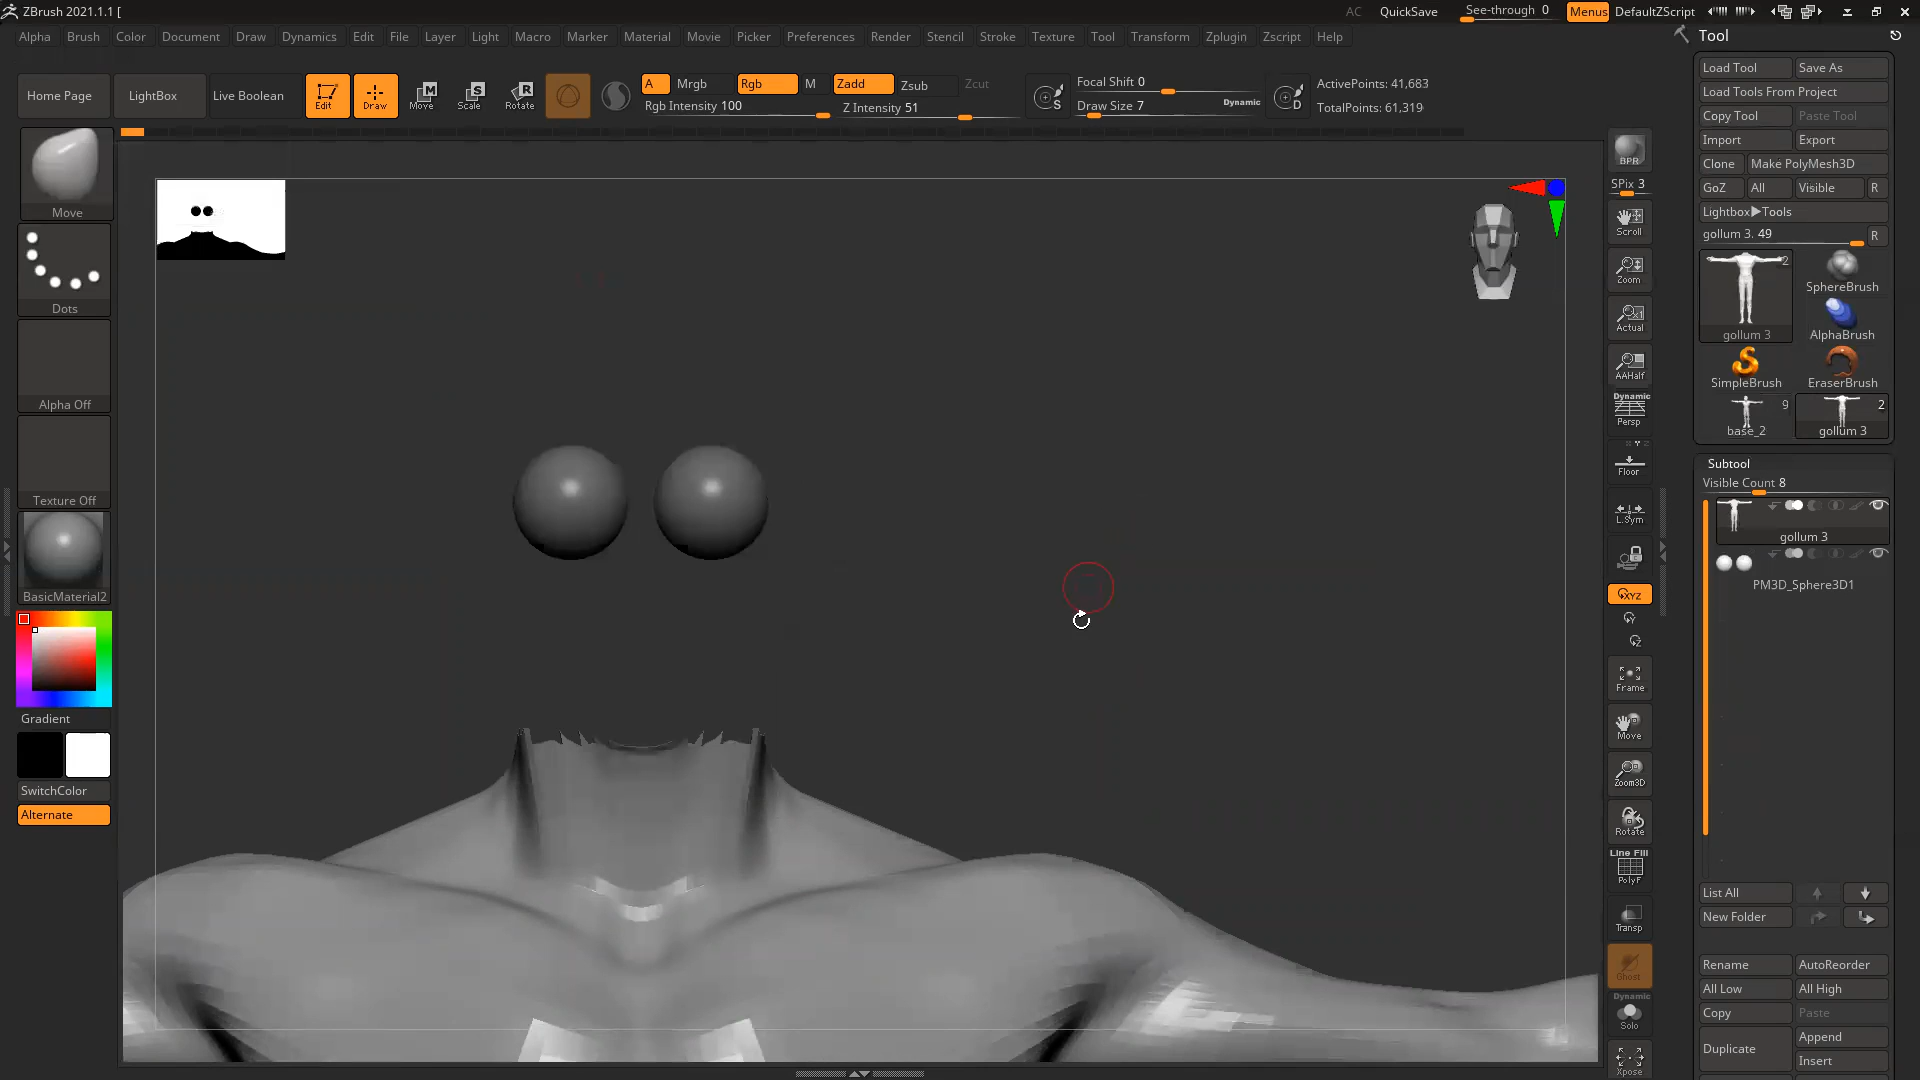 ZBrush 2021.1.1 [
AC QuickSave See-through 0 Menus DefaultZScript
Alpha Brush Color Document Draw Dynamics Edit File Layer Light Macro Marker Material Movie Picker Preferences Render Stencil Stroke Texture Tool Transform Zplugin Zscript Help
Tool
Home Page LightBox Live Boolean Edit Draw Move Scale Rotate
A Mrgb Rgb M Zadd Zsub Zcut
Rgb Intensity 100 Z Intensity 51
S Focal Shift 0
Draw Size 7 Dynamic
D ActivePoints: 41,683
TotalPoints: 61,319
Move
Dots
Alpha Off
Texture Off
BasicMaterial2
Gradient
SwitchColor
Alternate
BPR
SPix 3
Scroll
Zoom
Actual
AAHalf
Dynamic
Persp
Floor
L.Sym
XYZ
Y
Z
Frame
Move
Zoom3D
Rotate
Line Fill
PolyF
Transp
Ghost
Dynamic
Solo
Xpose
Load Tool Save As
Load Tools From Project
Copy Tool Paste Tool
Import Export
Clone Make PolyMesh3D
GoZ All Visible R
Lightbox▶Tools
gollum 3. 49 R
2
gollum 3
SphereBrush
AlphaBrush
SimpleBrush EraserBrush
9 2
base_2 gollum 3
Subtool
Visible Count 8
gollum 3
PM3D_Sphere3D1
List All
New Folder
Rename AutoReorder
All Low All High
Copy Paste
Duplicate Append
Insert